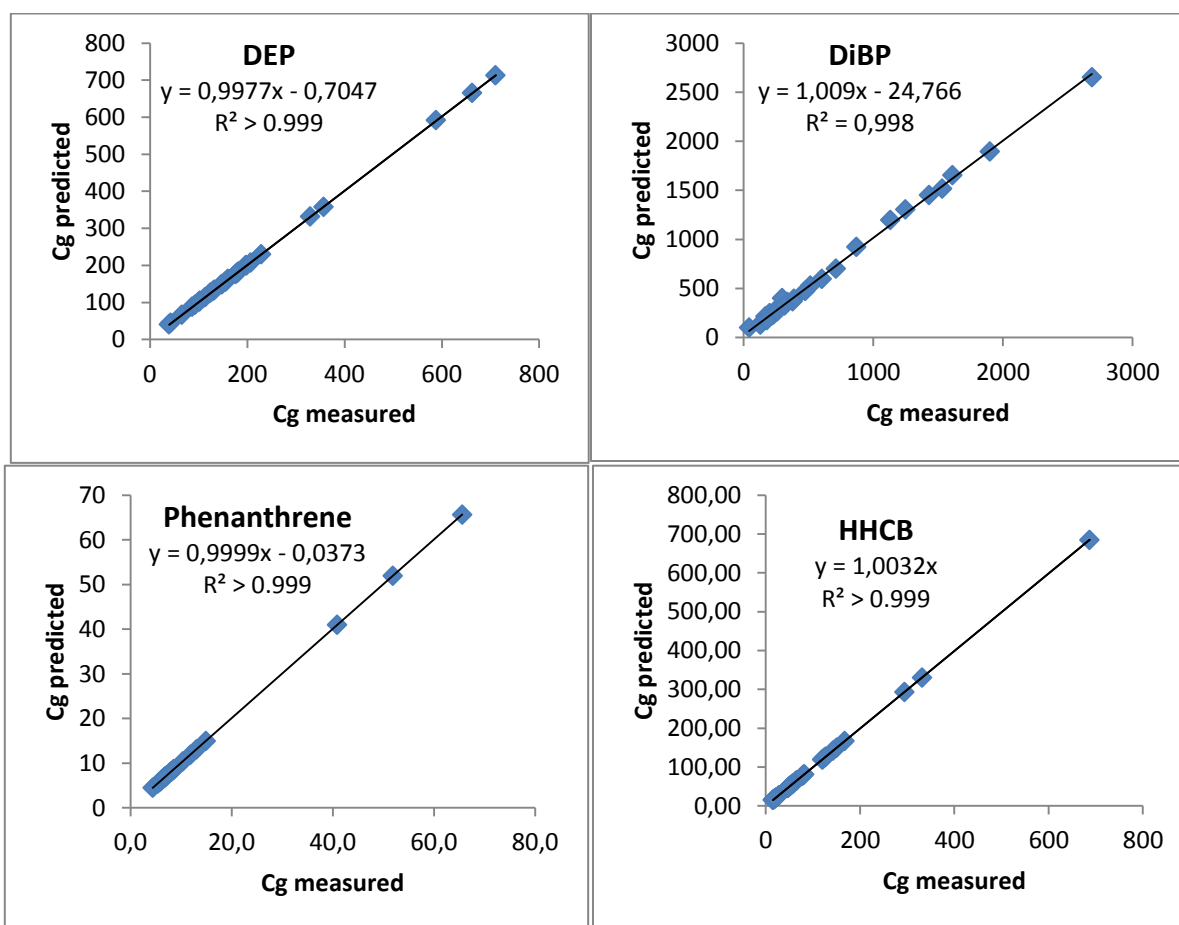 DEP
y = 0,9977x - 0,7047
R² > 0.999
Cg predicted
800
700
600
500
400
300
200
100
0
0 200 400 600 800
Cg measured
DiBP
y = 1,009x - 24,766
R² = 0,998
Cg predicted
3000
2500
2000
1500
1000
500
0
0 1000 2000 3000
Cg measured
Phenanthrene
y = 0,9999x - 0,0373
R² > 0.999
Cg predicted
70
60
50
40
30
20
10
0
0,0 20,0 40,0 60,0 80,0
Cg measured
HHCB
y = 1,0032x
R² > 0.999
Cg predicted
800,00
700,00
600,00
500,00
400,00
300,00
200,00
100,00
0,00
0 200 400 600 800
Cg measured